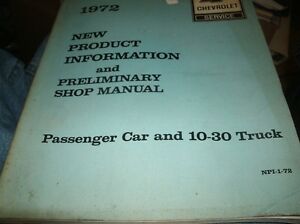 1972
CHEVROLET
SERVICE
NEW
PRODUCT
INFORMATION
and
PRELIMINARY
SHOP MANUAL
Passenger Car and 10-30 Truck
NPI-1-72